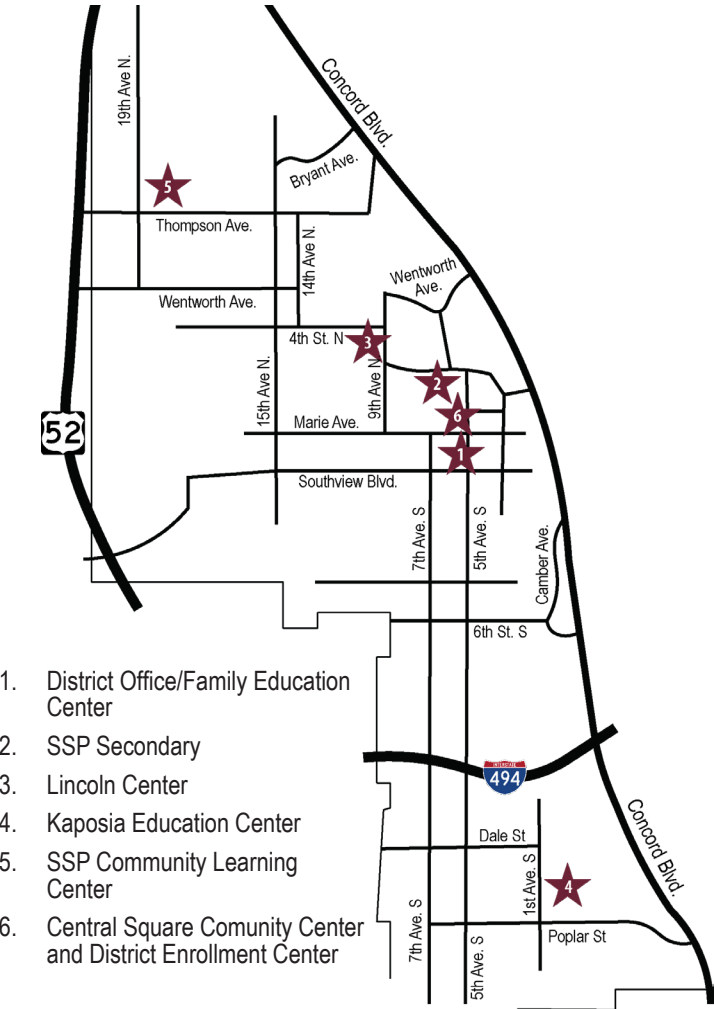 19th Ave N.
Concord Blvd.
Bryant Ave.
5
Thompson Ave.
14th Ave N.
Wentworth
Ave.
Wentworth Ave.
4th St. N
3
9th Ave N
2
15th Ave N.
6
Marie Ave.
52
1
Southview Blvd.
7th Ave. S
5th Ave. S
Camber Ave.
6th St. S
1. District Office/Family Education
Center
2. SSP Secondary
3. Lincoln Center
4. Kaposia Education Center
5. SSP Community Learning
Center
6. Central Square Comunity Center
and District Enrollment Center
INTERSTATE
494
Concord Blvd.
Dale St
1st Ave. S
4
7th Ave. S
5th Ave. S
Poplar St